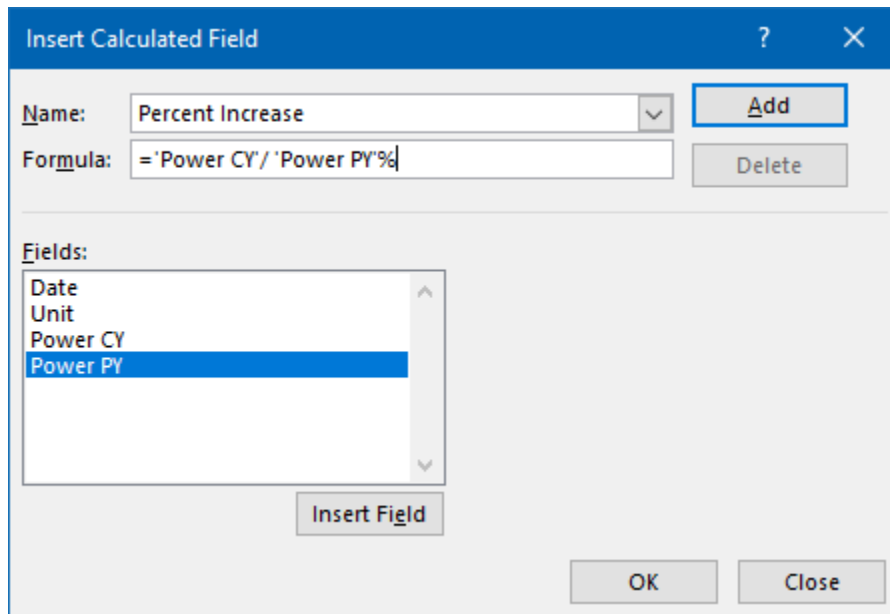 Insert Calculated Field
?
Name:
Percent Increase
Add
Formula:
='Power CY'/ 'Power PY'%
Delete
Fields:
Date
Unit
Power CY
Power PY
Insert Field
OK
Close